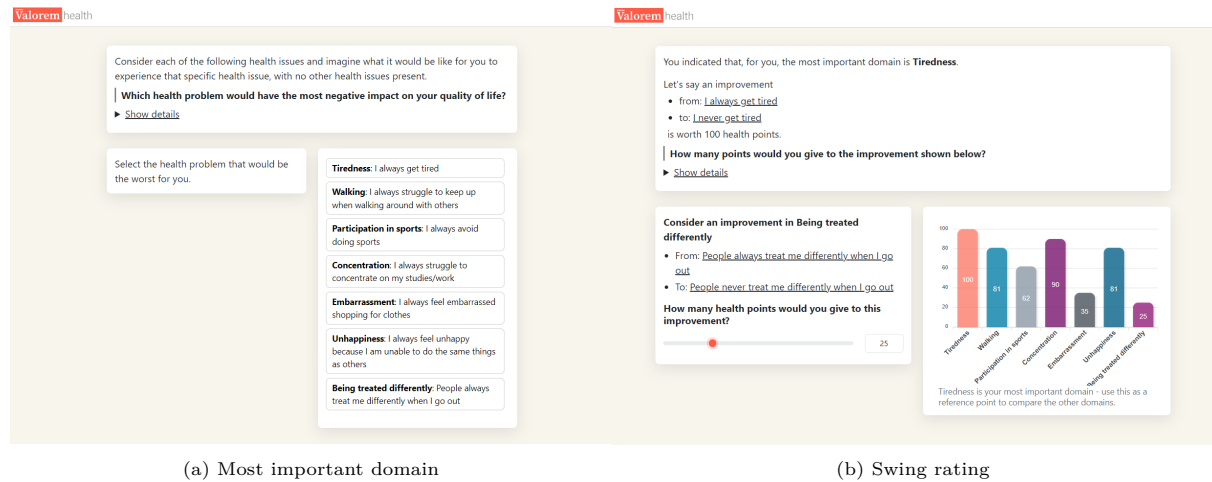 Valorem health
Consider each of the following health issues and imagine what it would be like for you to
experience that specific health issue, with no other health issues present.
Which health problem would have the most negative impact on your quality of life?
▶ Show details
Select the health problem that would be
the worst for you.
Tiredness: I always get tired
Walking: I always struggle to keep up
when walking around with others
Participation in sports: I always avoid
doing sports
Concentration: I always struggle to
concentrate on my studies/work
Embarrassment: I always feel embarrassed
shopping for clothes
Unhappiness: I always feel unhappy
because I am unable to do the same things
as others
Being treated differently: People always
treat me differently when I go out
(a) Most important domain
Valorem health
You indicated that, for you, the most important domain is Tiredness.
Let's say an improvement
• from: I always get tired
• to: I never get tired
is worth 100 health points.
How many points would you give to the improvement shown below?
▶ Show details
Consider an improvement in Being treated
differently
• From: People always treat me differently when I go
out
• To: People never treat me differently when I go out
How many health points would you give to this
improvement?
25
100
80
60
40
20
0
100
81
62
90
35
81
25
Tiredness
Walking
Participation in sports
Concentration
Embarrassment
Unhappiness
Being treated differently
Tiredness is your most important domain - use this as a
reference point to compare the other domains.
(b) Swing rating